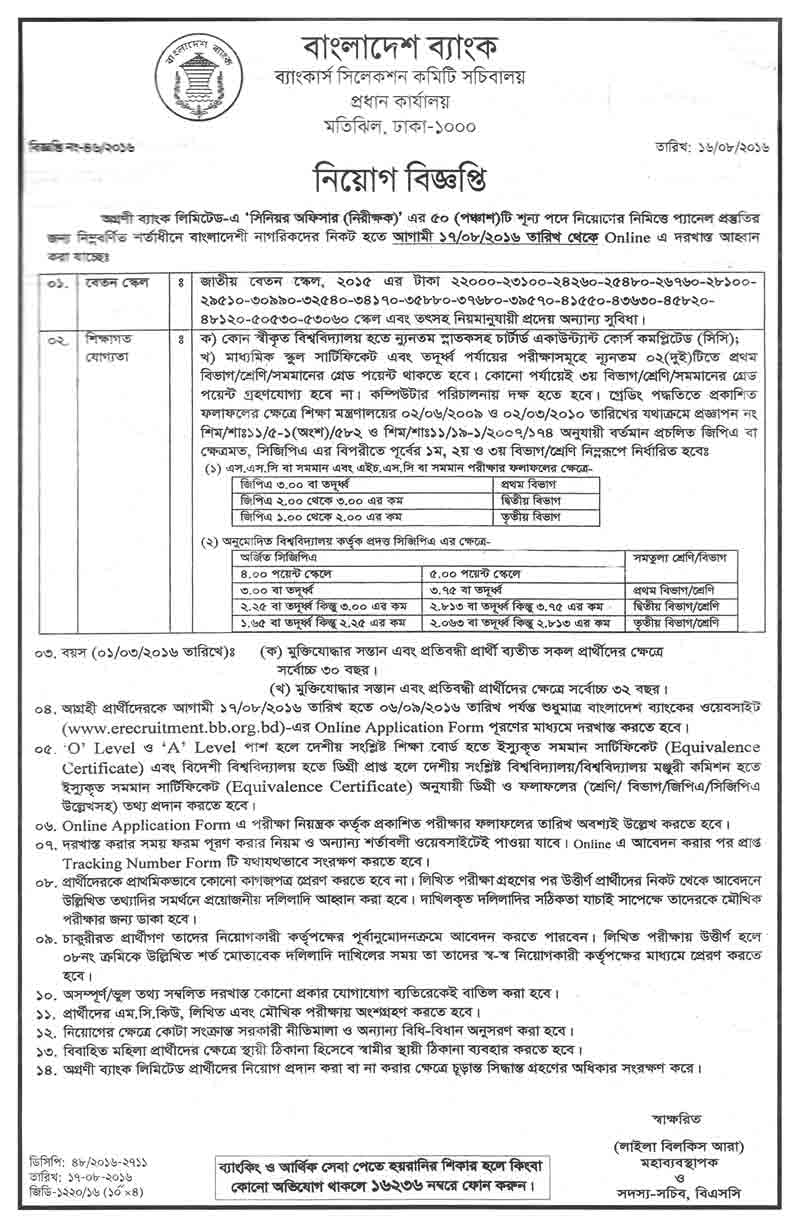 বাংলাদেশ ব্যাংক
বাংলাদেশ ব্যাংক
ব্যাংকার্স সিলেকশন কমিটি সচিবালয়
প্রধান কার্যালয়
মতিঝিল, ঢাকা-১০০০
বিজ্ঞপ্তি নং-৪৬/২০১৬
তারিখ: ১৬/০৮/২০১৬
নিয়োগ বিজ্ঞপ্তি
অগ্রণী ব্যাংক লিমিটেড-এ ‘সিনিয়র অফিসার (নিরীক্ষক)’ এর ৫০ (পঞ্চাশ)টি শূন্য পদে নিয়োগের নিমিত্তে প্যানেল প্রস্তুতির
জন্য নিম্নবর্ণিত শর্তাধীনে বাংলাদেশী নাগরিকদের নিকট হতে আগামী ১৭/০৮/২০১৬ তারিখ থেকে Online এ দরখাস্ত আহ্বান
করা যাচ্ছেঃ
০১. বেতন স্কেল ঃ জাতীয় বেতন স্কেল, ২০১৫ এর টাকা ২২০০০-২৩১০০-২৪২৬০-২৫৪৮০-২৬৭৬০-২৮১০০-
২৯৫১০-৩০৯৯০-৩২৫৪০-৩৪১৭০-৩৫৮৮০-৩৭৬৮০-৩৯৫৭০-৪১৫৫০-৪৩৬৩০-৪৫৮২০-
৪৮১২০-৫০৫৩০-৫৩০৬০ স্কেল এবং তৎসহ নিয়মানুযায়ী প্রদেয় অন্যান্য সুবিধা।
০২. শিক্ষাগত যোগ্যতা ঃ ক) কোন স্বীকৃত বিশ্ববিদ্যালয় হতে ন্যুনতম স্নাতকসহ চার্টার্ড একাউন্ট্যান্ট কোর্স কমপ্লিটেড (সিসি);
খ) মাধ্যমিক স্কুল সার্টিফিকেট এবং তদূর্ধ্ব পর্যায়ের পরীক্ষাসমূহে ন্যুনতম ০২(দুই)টিতে প্রথম
বিভাগ/শ্রেণি/সমমানের গ্রেড পয়েন্ট থাকতে হবে। কোনো পর্যায়েই ৩য় বিভাগ/শ্রেণি/সমমানের গ্রেড
পয়েন্ট গ্রহণযোগ্য হবে না। কম্পিউটার পরিচালনায় দক্ষ হতে হবে। গ্রেডিং পদ্ধতিতে প্রকাশিত
ফলাফলের ক্ষেত্রে শিক্ষা মন্ত্রণালয়ের ০২/০৬/২০০৯ ও ০২/০৩/২০১০ তারিখের যথাক্রমে প্রজ্ঞাপন নং
শিম/শাঃ১১/৫-১(অংশ)/৫৮২ ও শিম/শাঃ১১/১৯-১/২০০৭/১৭৪ অনুযায়ী বর্তমান প্রচলিত জিপিএ বা
ক্ষেত্রমত, সিজিপিএ এর বিপরীতে পূর্বের ১ম, ২য় ও ৩য় বিভাগ/শ্রেণি নিম্নরূপে নির্ধারিত হবেঃ
(১) এস.এস.সি বা সমমান এবং এইচ.এস.সি বা সমমান পরীক্ষার ফলাফলের ক্ষেত্রে-
জিপিএ ৩.০০ বা তদূর্ধ্ব প্রথম বিভাগ
জিপিএ ২.০০ থেকে ৩.০০ এর কম দ্বিতীয় বিভাগ
জিপিএ ১.০০ থেকে ২.০০ এর কম তৃতীয় বিভাগ
(২) অনুমোদিত বিশ্ববিদ্যালয় কর্তৃক প্রদত্ত সিজিপিএ এর ক্ষেত্রে-
অর্জিত সিজিপিএ সমতুল্য শ্রেণি/বিভাগ
৪.০০ পয়েন্ট স্কেলে ৫.০০ পয়েন্ট স্কেলে
৩.০০ বা তদূর্ধ্ব ৩.৭৫ বা তদূর্ধ্ব প্রথম বিভাগ/শ্রেণি
২.২৫ বা তদূর্ধ্ব কিন্তু ৩.০০ এর কম ২.৮১৩ বা তদূর্ধ্ব কিন্তু ৩.৭৫ এর কম দ্বিতীয় বিভাগ/শ্রেণি
১.৬৫ বা তদূর্ধ্ব কিন্তু ২.২৫ এর কম ২.০৬৩ বা তদূর্ধ্ব কিন্তু ২.৮১৩ এর কম তৃতীয় বিভাগ/শ্রেণি
০৩. বয়স (০১/০৩/২০১৬ তারিখে)ঃ (ক) মুক্তিযোদ্ধার সন্তান এবং প্রতিবন্ধী প্রার্থী ব্যতীত সকল প্রার্থীদের ক্ষেত্রে
সর্বোচ্চ ৩০ বছর।
(খ) মুক্তিযোদ্ধার সন্তান এবং প্রতিবন্ধী প্রার্থীদের ক্ষেত্রে সর্বোচ্চ ৩২ বছর।
০৪. আগ্রহী প্রার্থীদেরকে আগামী ১৭/০৮/২০১৬ তারিখ হতে ০৬/০৯/২০১৬ তারিখ পর্যন্ত শুধুমাত্র বাংলাদেশ ব্যাংকের ওয়েবসাইট
(www.erecruitment.bb.org.bd)-এর Online Application Form পূরণের মাধ্যমে দরখাস্ত করতে হবে।
০৫. ‘O’ Level ও ‘A’ Level পাশ হলে দেশীয় সংশ্লিষ্ট শিক্ষা বোর্ড হতে ইস্যুকৃত সমমান সার্টিফিকেট (Equivalence
Certificate) এবং বিদেশী বিশ্ববিদ্যালয় হতে ডিগ্রী প্রাপ্ত হলে দেশীয় সংশ্লিষ্ট বিশ্ববিদ্যালয়/বিশ্ববিদ্যালয় মঞ্জুরী কমিশন হতে
ইস্যুকৃত সমমান সার্টিফিকেট (Equivalence Certificate) অনুযায়ী ডিগ্রী ও ফলাফলের (শ্রেণি/ বিভাগ/জিপিএ/সিজিপিএ
উল্লেখসহ) তথ্য প্রদান করতে হবে।
০৬. Online Application Form এ পরীক্ষা নিয়ন্ত্রক কর্তৃক প্রকাশিত পরীক্ষার ফলাফলের তারিখ অবশ্যই উল্লেখ করতে হবে।
০৭. দরখাস্ত করার সময় ফরম পূরণ করার নিয়ম ও অন্যান্য শর্তাবলী ওয়েবসাইটেই পাওয়া যাবে। Online এ আবেদন করার পর প্রাপ্ত
Tracking Number Form টি যথাযথভাবে সংরক্ষণ করতে হবে।
০৮. প্রার্থীদেরকে প্রাথমিকভাবে কোনো কাগজপত্র প্রেরণ করতে হবে না। লিখিত পরীক্ষা গ্রহণের পর উত্তীর্ণ প্রার্থীদের নিকট থেকে আবেদনে
উল্লিখিত তথ্যাদির সমর্থনে প্রয়োজনীয় দলিলাদি আহ্বান করা হবে। দাখিলকৃত দলিলাদির সঠিকতা যাচাই সাপেক্ষে তাদেরকে মৌখিক
পরীক্ষার জন্য ডাকা হবে।
০৯. চাকুরীরত প্রার্থীগণ তাদের নিয়োগকারী কর্তৃপক্ষের পূর্বানুমোদনক্রমে আবেদন করতে পারবেন। লিখিত পরীক্ষায় উত্তীর্ণ হলে
০৮নং ক্রমিকে উল্লিখিত শর্ত মোতাবেক দলিলাদি দাখিলের সময় তা তাদের স্ব-স্ব নিয়োগকারী কর্তৃপক্ষের মাধ্যমে প্রেরণ করতে
হবে।
১০. অসম্পূর্ণ/ভুল তথ্য সম্বলিত দরখাস্ত কোনো প্রকার যোগাযোগ ব্যতিরেকেই বাতিল করা হবে।
১১. প্রার্থীদের এম.সি.কিউ, লিখিত এবং মৌখিক পরীক্ষায় অংশগ্রহণ করতে হবে।
১২. নিয়োগের ক্ষেত্রে কোটা সংক্রান্ত সরকারী নীতিমালা ও অন্যান্য বিধি-বিধান অনুসরণ করা হবে।
১৩. বিবাহিত মহিলা প্রার্থীদের ক্ষেত্রে স্থায়ী ঠিকানা হিসেবে স্বামীর স্থায়ী ঠিকানা ব্যবহার করতে হবে।
১৪. অগ্রণী ব্যাংক লিমিটেড প্রার্থীদের নিয়োগ প্রদান করা বা না করার ক্ষেত্রে চূড়ান্ত সিদ্ধান্ত গ্রহণের অধিকার সংরক্ষণ করে।
স্বাক্ষরিত
(লাইলা বিলকিস আরা)
মহাব্যবস্থাপক
ও
সদস্য-সচিব, বিএসসি
ডিসিপি: ৪৮/২০১৬-২৭১১
তারিখ: ১৭-০৮-২০১৬
জিডি-১২২০/১৬ (১০˝×৪)
ব্যাংকিং ও আর্থিক সেবা পেতে হয়রানির শিকার হলে কিংবা
কোনো অভিযোগ থাকলে ১৬২৩৬ নম্বরে ফোন করুন।